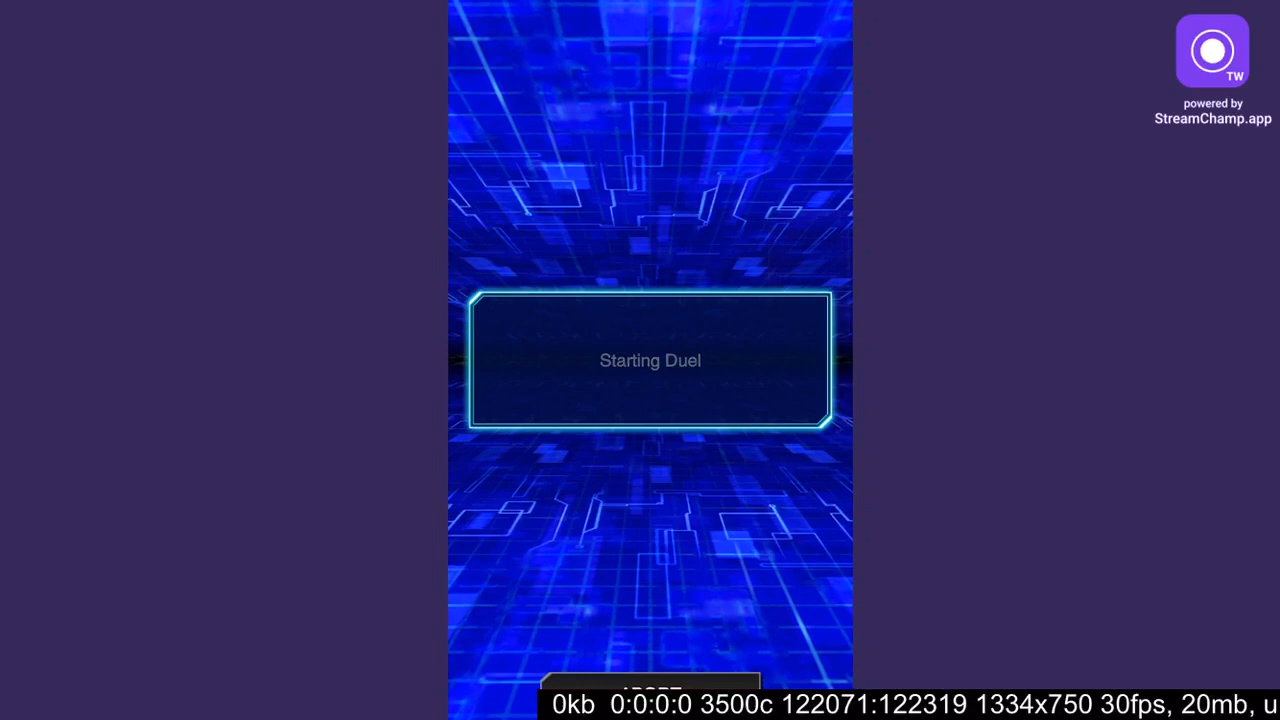 TW
powered by
StreamChamp.app
Starting Duel
0kb 0:0:0:0 3500c 122071:122319 1334x750 30fps, 20mb, u